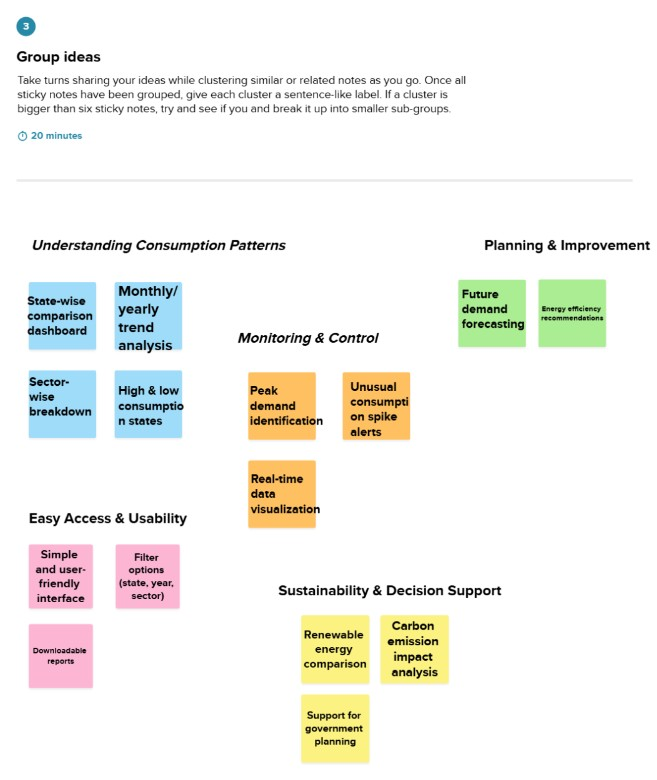 3
Group ideas
Take turns sharing your ideas while clustering similar or related notes as you go. Once all
sticky notes have been grouped, give each cluster a sentence-like label. If a cluster is
bigger than six sticky notes, try and see if you and break it up into smaller sub-groups.
20 minutes
Understanding Consumption Patterns
State-wise
comparison
dashboard
Monthly/
yearly
trend
analysis
Sector-
wise
breakdown
High & low
consumptio
n states
Planning & Improvement
Future
demand
forecasting
Energy efficiency
recommendations
Monitoring & Control
Peak
demand
identification
Unusual
consumpti
on spike
alerts
Real-time
data
visualization
Easy Access & Usability
Simple
and user-
friendly
interface
Filter
options
(state, year,
sector)
Downloadable
reports
Sustainability & Decision Support
Renewable
energy
comparison
Carbon
emission
impact
analysis
Support for
government
planning